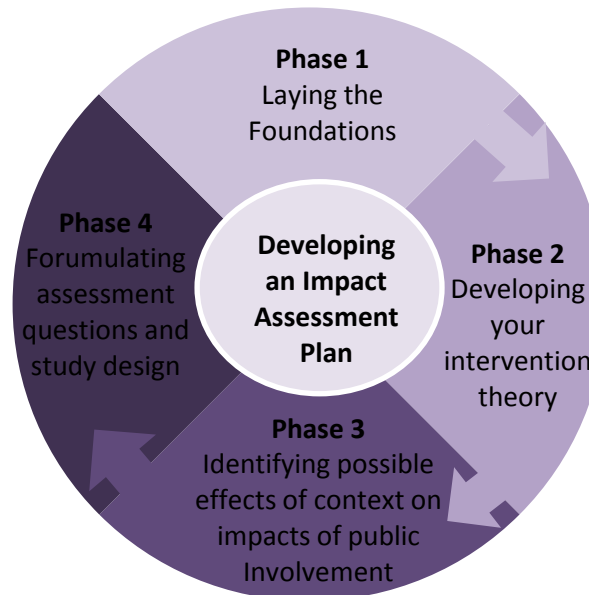 Phase 1
Laying the
Foundations
Phase 2
Developing
your
intervention
theory
Phase 3
Identifying possible
effects of context on
impacts of public
Involvement
Phase 4
Forumulating
assessment
questions and
study design
Developing
an Impact
Assessment
Plan